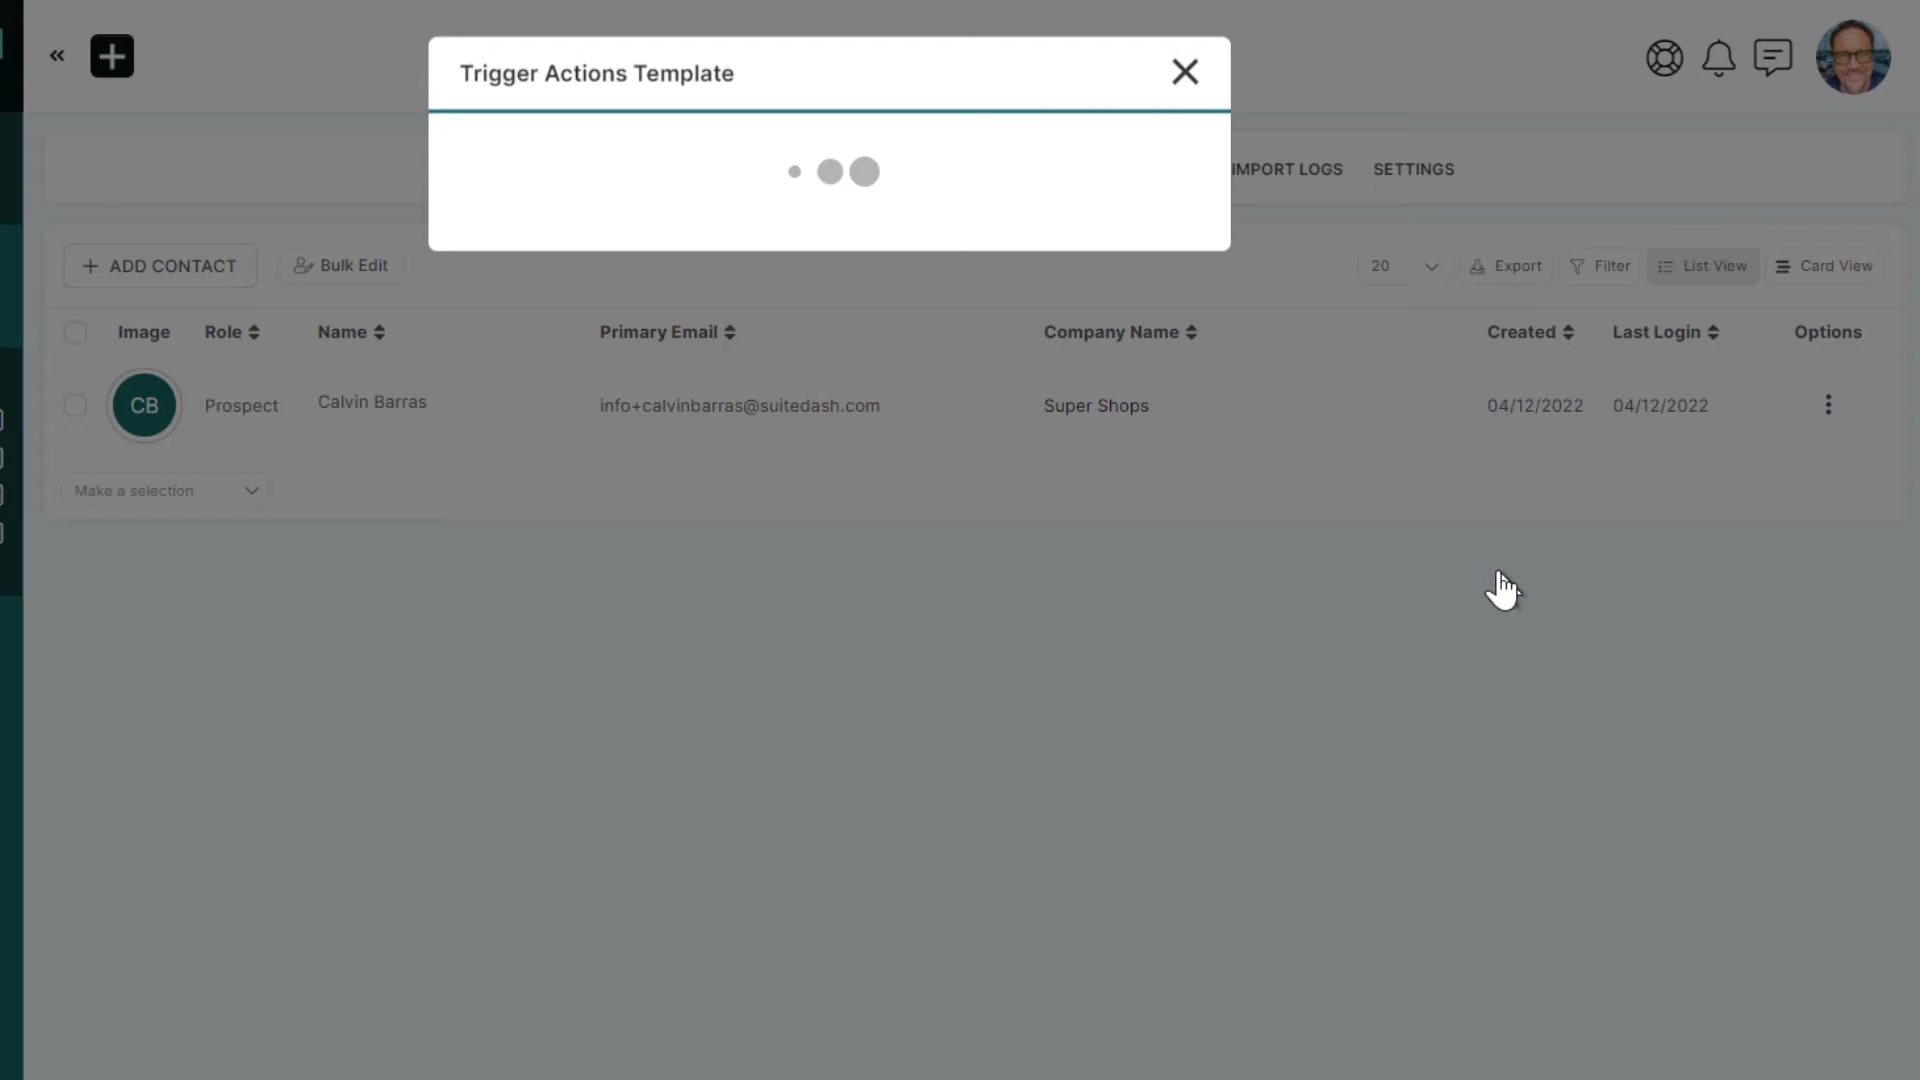 Trigger Actions Template
IMPORT LOGS SETTINGS
ADD CONTACT Bulk Edit 20 Export Filter List View Card View
Image Role Name Primary Email Company Name Created Last Login Options
CB Prospect Calvin Barras info+calvinbarras@suitedash.com Super Shops 04/12/2022 04/12/2022
Make a selection